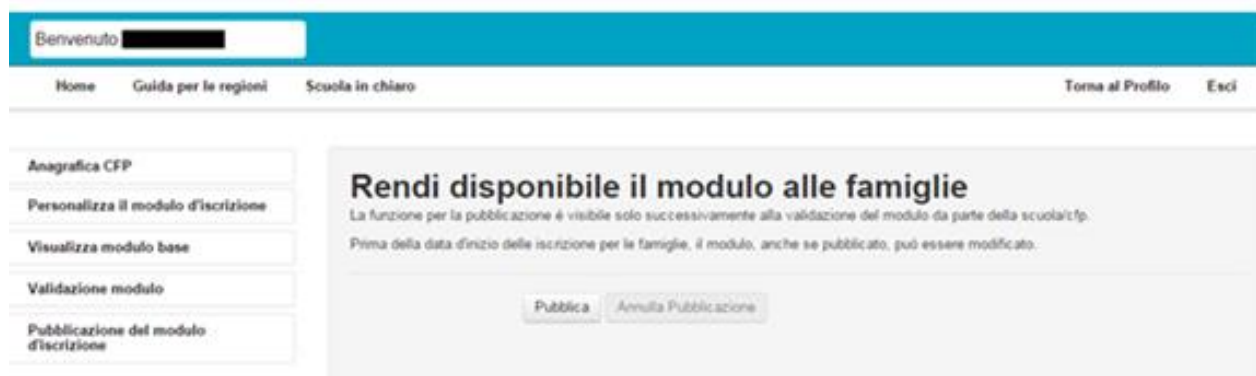 Benvenuto
Home Guida per le regioni Scuola in chiaro Torna al Profilo Esci
Anagrafica CFP
Personalizza il modulo d'iscrizione
Visualizza modulo base
Validazione modulo
Pubblicazione del modulo
d'iscrizione
Rendi disponibile il modulo alle famiglie
La funzione per la pubblicazione è visibile solo successivamente alla validazione del modulo da parte della scuola/cfp.
Prima della data d'inizio delle iscrizione per le famiglie, il modulo, anche se pubblicato, può essere modificato.
Pubblica Annulla Pubblicazione